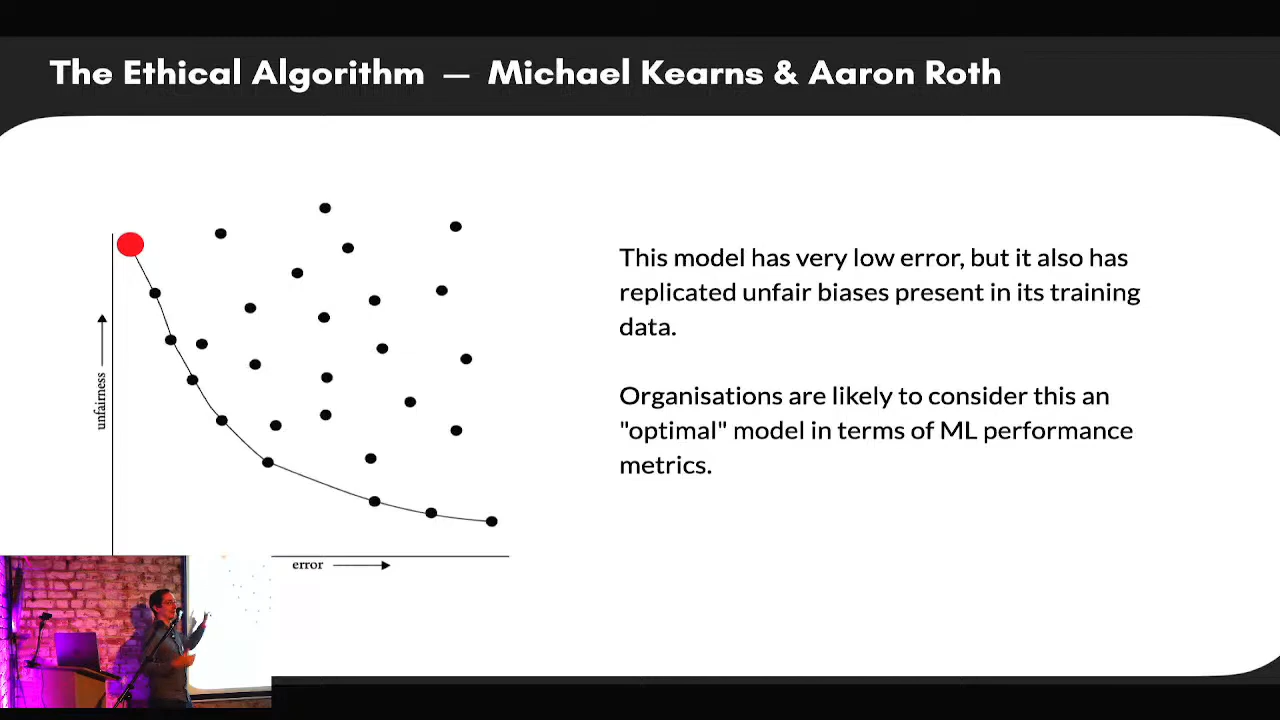 The Ethical Algorithm — Michael Kearns & Aaron Roth
unfairness
error
This model has very low error, but it also has
replicated unfair biases present in its training
data.
Organisations are likely to consider this an
"optimal" model in terms of ML performance
metrics.